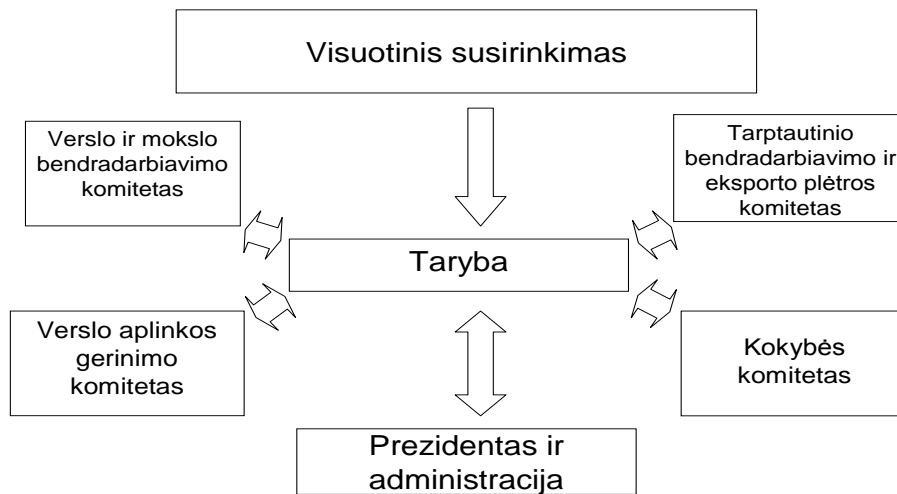 Visuotinis susirinkimas
Verslo ir mokslo
bendradarbiavimo
komitetas
Tarptautinio
bendradarbiavimo ir
eksporto plėtros
komitetas
Taryba
Verslo aplinkos
gerinimo
komitetas
Kokybės
komitetas
Prezidentas ir
administracija